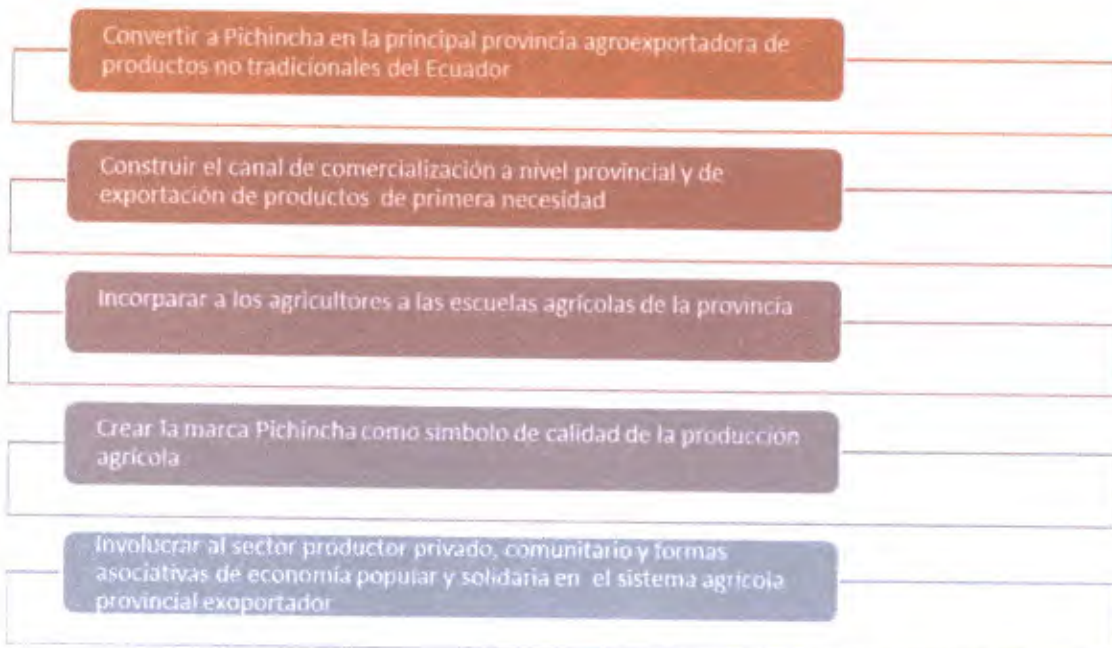 Convertir a Pichincha en la principal provincia agroexportadora de
productos no tradicionales del Ecuador
Construir el canal de comercialización a nivel provincial y de
exportación de productos de primera necesidad
Incorporar a los agricultores a las escuelas agrícolas de la provincia
Crear la marca Pichincha como símbolo de calidad de la producción
agrícola
Involucrar al sector productor privado, comunitario y formas
asociativas de economía popular y solidaria en el sistema agrícola
provincial exoportador